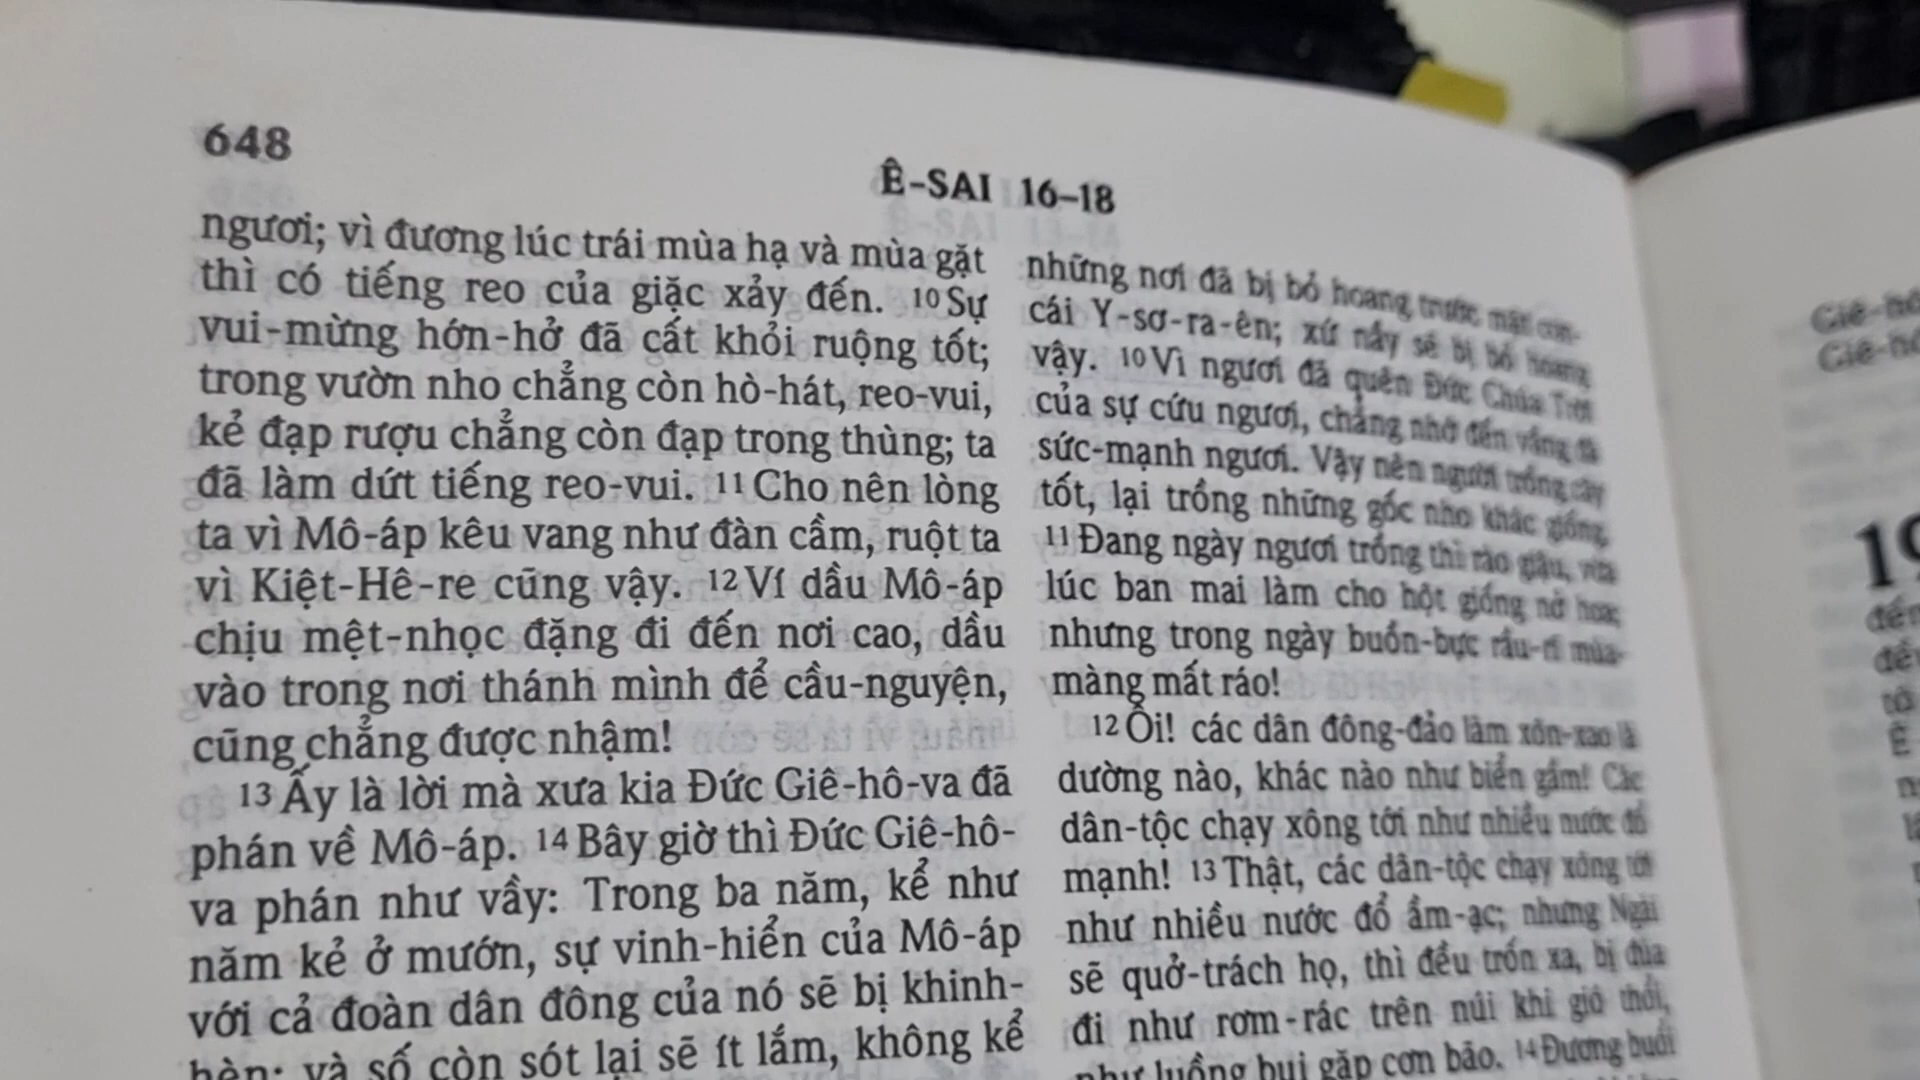 648
Ê-SAI 16–18
ngươi; vì đương lúc trái mùa hạ và mùa gặt
thì có tiếng reo của giặc xảy đến. 10 Sự
vui-mừng hớn-hở đã cất khỏi ruộng tốt;
trong vườn nho chẳng còn hò-hát, reo-vui,
kẻ đạp rượu chẳng còn đạp trong thùng; ta
đã làm dứt tiếng reo-vui. 11 Cho nên lòng
ta vì Mô-áp kêu vang như đàn cầm, ruột ta
vì Kiệt-Hê-re cũng vậy. 12 Ví dầu Mô-áp
chịu mệt-nhọc đặng đi đến nơi cao, dầu
vào trong nơi thánh mình để cầu-nguyện,
cũng chẳng được nhậm!
13 Ấy là lời mà xưa kia Đức Giê-hô-va đã
phán về Mô-áp. 14 Bây giờ thì Đức Giê-hô-
va phán như vầy: Trong ba năm, kể như
năm kẻ ở mướn, sự vinh-hiển của Mô-áp
với cả đoàn dân đông của nó sẽ bị khinh-
hèn; và số còn sót lại sẽ ít lắm, không kể
những nơi đã bị bỏ hoang trước mặt con-
cái Y-sơ-ra-ên; xứ nầy sẽ bị bỏ hoang
vậy. 10 Vì ngươi đã quên Đức Chúa Trời
của sự cứu ngươi, chẳng nhớ đến vầng đá
sức-mạnh ngươi. Vậy nên ngươi trồng cây
tốt, lại trồng những gốc nho khác giống.
11 Đang ngày ngươi trồng thì rào giậu, vừa
lúc ban mai làm cho hột giống nở hoa;
nhưng trong ngày buồn-bực rầu-rĩ mùa-
màng mất ráo!
12 Ôi! các dân đông-đảo làm xôn-xao là
dường nào, khác nào như biển gầm! Các
dân-tộc chạy xông tới như nhiều nước đổ
mạnh! 13 Thật, các dân-tộc chạy xông tới
như nhiều nước đổ ầm-ạc; nhưng Ngài
sẽ quở-trách họ, thì đều trốn xa, bị đùa
đi như rơm-rác trên núi khi gió thổi,
như luồng bụi gặp cơn bão. 14 Đương buổi
Giê-hô
Giê-hô
19
đến